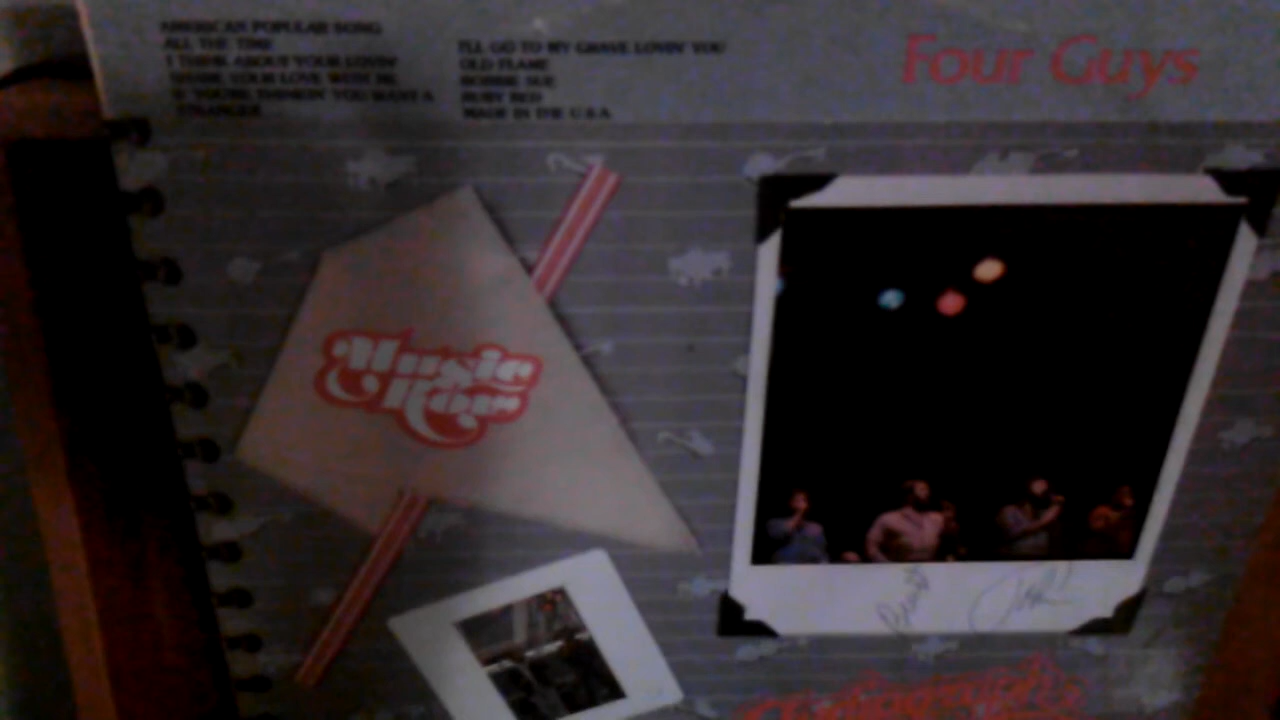 AMERICAN POPULAR SONG
ALL THE TIME
I THINK ABOUT YOUR LOVIN'
SHARE YOUR LOVE WITH ME
IF YOU'RE THINKIN' YOU WANT A
STRANGER
I'LL GO TO MY GRAVE LOVIN' YOU
OLD FLAME
BOBBIE SUE
RUBY RED
MADE IN THE U.S.A.
Four Guys
Music
Row